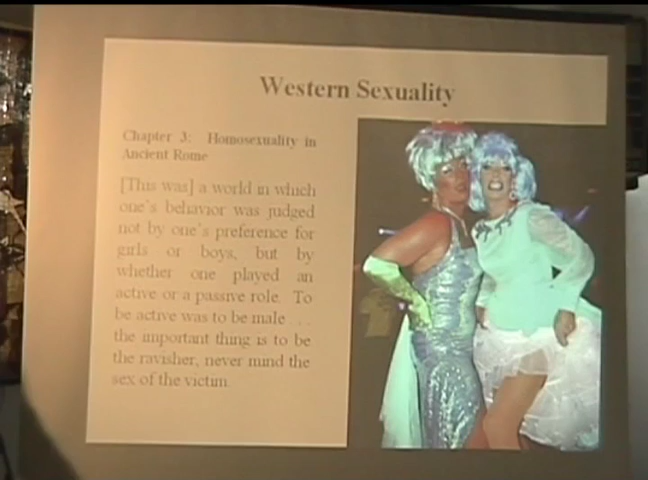 Western Sexuality
Chapter 3: Homosexuality in
Ancient Rome
[This was] a world in which
one's behavior was judged
not by one's preference for
girls or boys, but by
whether one played an
active or a passive role. To
be active was to be male . . .
the important thing is to be
the ravisher, never mind the
sex of the victim.